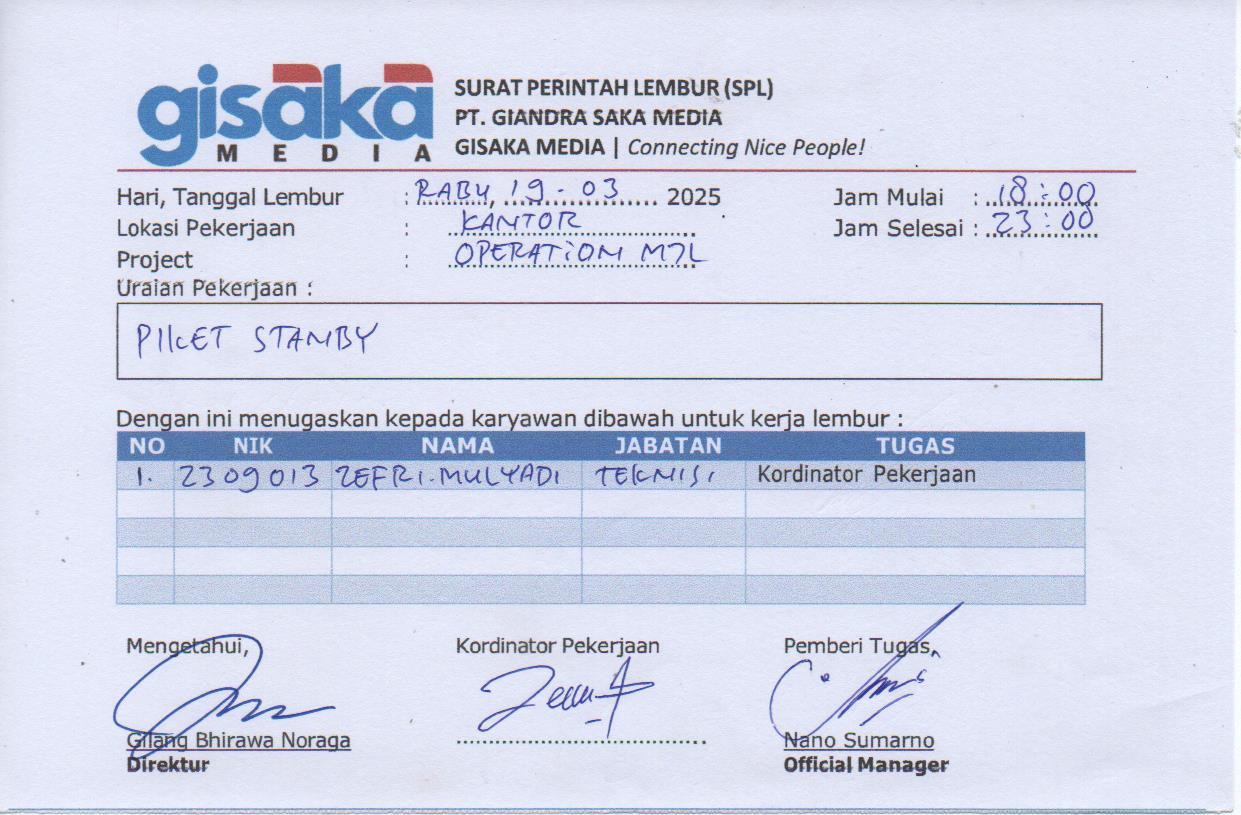 gisaka
MEDIA
SURAT PERINTAH LEMBUR (SPL)
PT. GIANDRA SAKA MEDIA
GISAKA MEDIA | Connecting Nice People!
Hari, Tanggal Lembur : RABU, 19-03 2025 Jam Mulai : 18:00
Lokasi Pekerjaan : KANTOR Jam Selesai : 23:00
Project : OPERATION
Uraian Pekerjaan :
PIKET STANBY
Dengan ini menugaskan kepada karyawan dibawah untuk kerja lembur :
NO NIK NAMA JABATAN TUGAS
1. 2309013 ZEFRI.MULYADI TEKNISI Kordinator Pekerjaan
Mengetahui, Kordinator Pekerjaan Pemberi Tugas,
Gilang Bhirawa Noraga Nano Sumarno
Direktur Official Manager